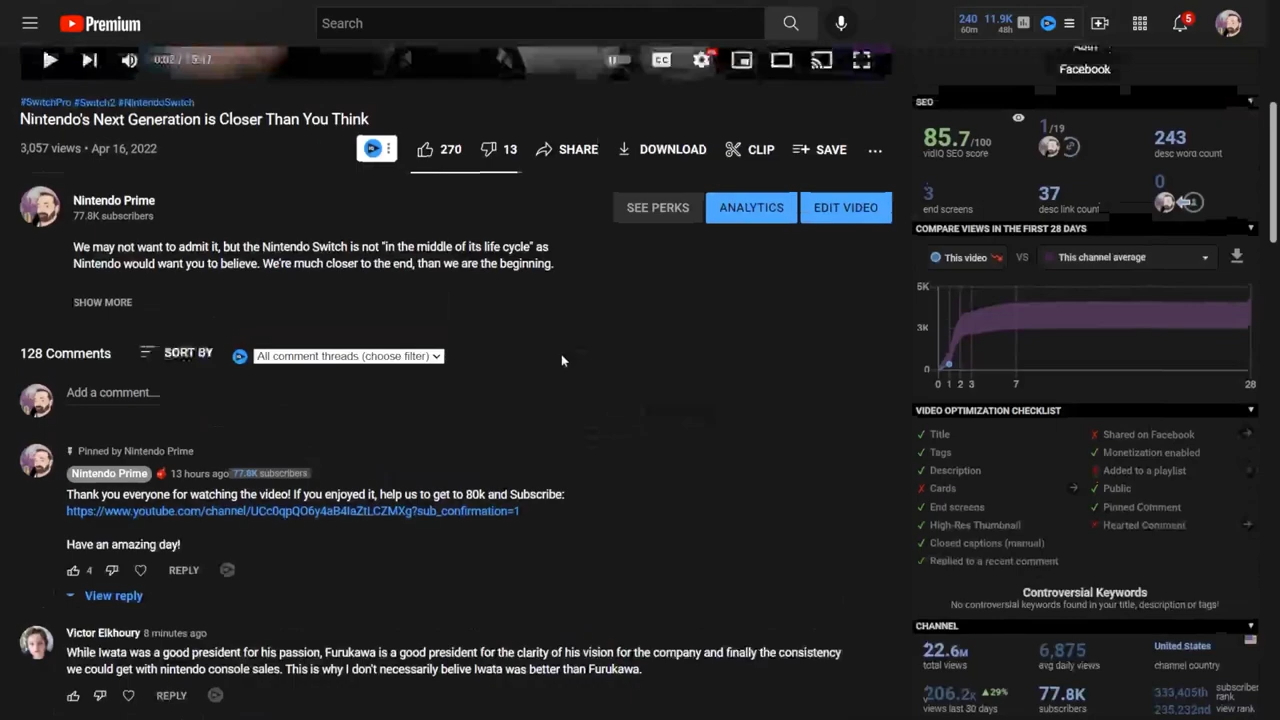 Premium
Search
240 11.9K
60m 48h
5
Facebook
0:02 / 15:17
CC
#SwitchPro #Switch2 #NintendoSwitch
Nintendo's Next Generation is Closer Than You Think
3,057 views • Apr 16, 2022
270
13
SHARE
DOWNLOAD
CLIP
SAVE
Nintendo Prime
77.8K subscribers
SEE PERKS
ANALYTICS
EDIT VIDEO
We may not want to admit it, but the Nintendo Switch is not "in the middle of its life cycle" as
Nintendo would want you to believe. We're much closer to the end, than we are the beginning.
SHOW MORE
128 Comments
SORT BY
All comment threads (choose filter)
Add a comment...
Pinned by Nintendo Prime
Nintendo Prime 13 hours ago 77.8K subscribers
Thank you everyone for watching the video! If you enjoyed it, help us to get to 80k and Subscribe:
https://www.youtube.com/channel/UCc0qpQO6y4aB4IaZtLCZMXg?sub_confirmation=1
Have an amazing day!
4
REPLY
View reply
Victor Elkhoury 8 minutes ago
While Iwata was a good president for his passion, Furukawa is a good president for the clarity of his vision for the company and finally the consistency
we could get with nintendo console sales. This is why I don't necessarily belive Iwata was better than Furukawa.
REPLY
SEO
85.7/100
vidIQ SEO score
1/19
243
desc word count
3
end screens
37
desc link count
0
COMPARE VIEWS IN THE FIRST 28 DAYS
This video VS This channel average
5K
3K
0
0 1 2 3 7 28
VIDEO OPTIMIZATION CHECKLIST
Title
Tags
Description
Cards
End screens
High-Res Thumbnail
Closed captions (manual)
Replied to a recent comment
Shared on Facebook
Monetization enabled
Added to a playlist
Public
Pinned Comment
Hearted Comment
Controversial Keywords
No controversial keywords found in your title, description or tags!
CHANNEL
22.6M
total views
6,875
avg daily views
United States
channel country
206.2k ▲29%
views last 30 days
77.8K
subscribers
333,405th subscriber
rank
235,232nd view rank